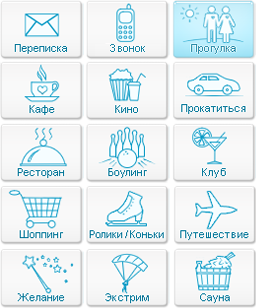 Переписка
Звонок
Прогулка
Кафе
Кино
Прокатиться
Ресторан
Боулинг
Клуб
Шоппинг
Ролики / Коньки
Путешествие
Желание
Экстрим
Сауна